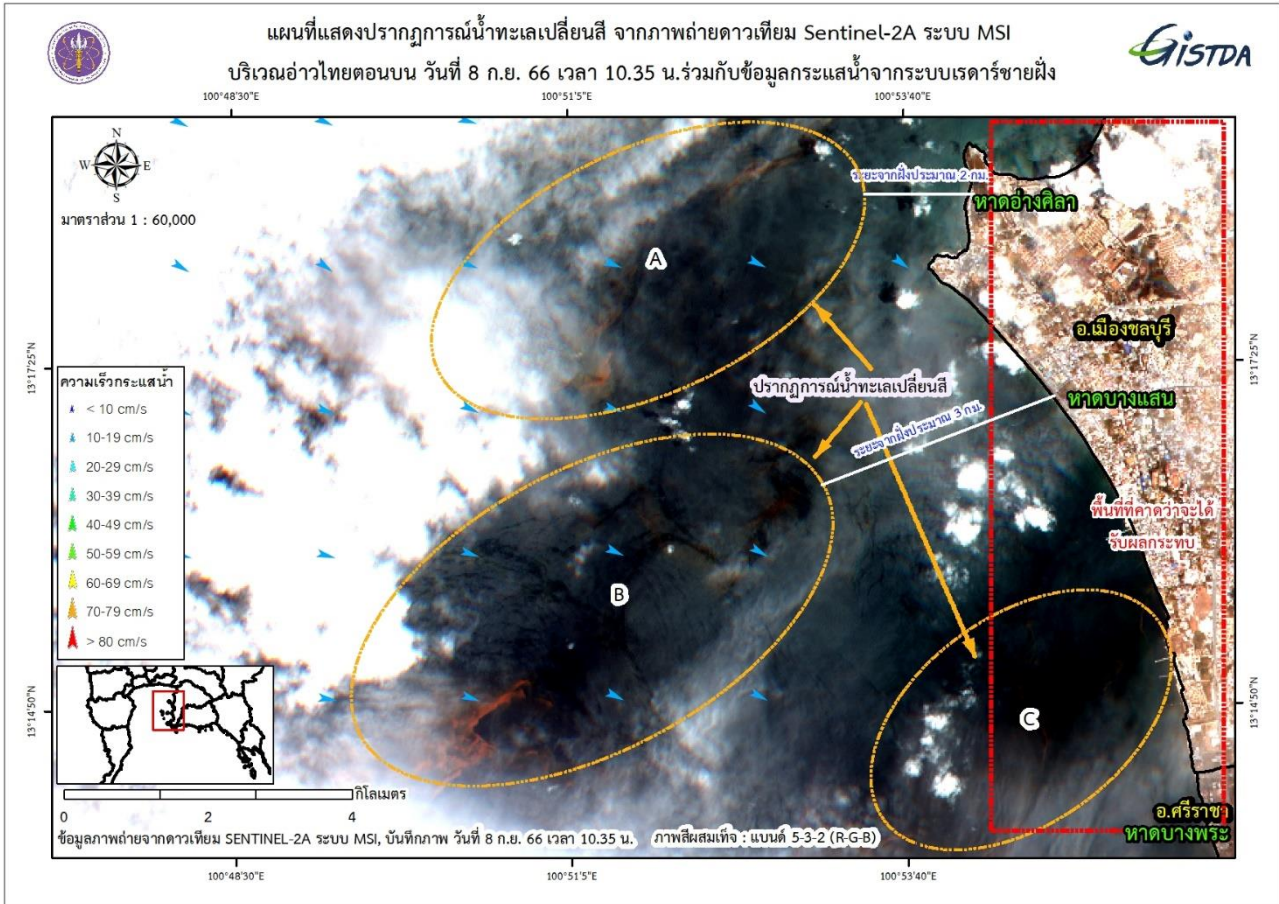 แผนที่แสดงปรากฏการณ์น้ำทะเลเปลี่ยนสี จากภาพถ่ายดาวเทียม Sentinel-2A ระบบ MSI
บริเวณอ่าวไทยตอนบน วันที่ 8 ก.ย. 66 เวลา 10.35 น.ร่วมกับข้อมูลกระแสน้ำจากระบบเรดาร์ชายฝั่ง
GISTDA
100°48'30"E
100°51'5"E
100°53'40"E
N
W E
S
มาตราส่วน 1 : 60,000
ระยะจากฝั่งประมาณ 2 กม.
หาดอ่างศิลา
A
อ.เมืองชลบุรี
13°17'25"N
13°17'25"N
ปรากฏการณ์น้ำทะเลเปลี่ยนสี
หาดบางแสน
ระยะจากฝั่งประมาณ 3 กม.
ความเร็วกระแสน้ำ
< 10 cm/s
10-19 cm/s
20-29 cm/s
30-39 cm/s
40-49 cm/s
50-59 cm/s
60-69 cm/s
70-79 cm/s
> 80 cm/s
พื้นที่ที่คาดว่าจะได้
รับผลกระทบ
B
13°14'50"N
13°14'50"N
C
กิโลเมตร
0 2 4
อ.ศรีราชา
หาดบางพระ
ข้อมูลภาพถ่ายจากดาวเทียม SENTINEL-2A ระบบ MSI, บันทึกภาพ วันที่ 8 ก.ย. 66 เวลา 10.35 น. ภาพสีผสมเท็จ : แบนด์ 5-3-2 (R-G-B)
100°48'30"E
100°51'5"E
100°53'40"E